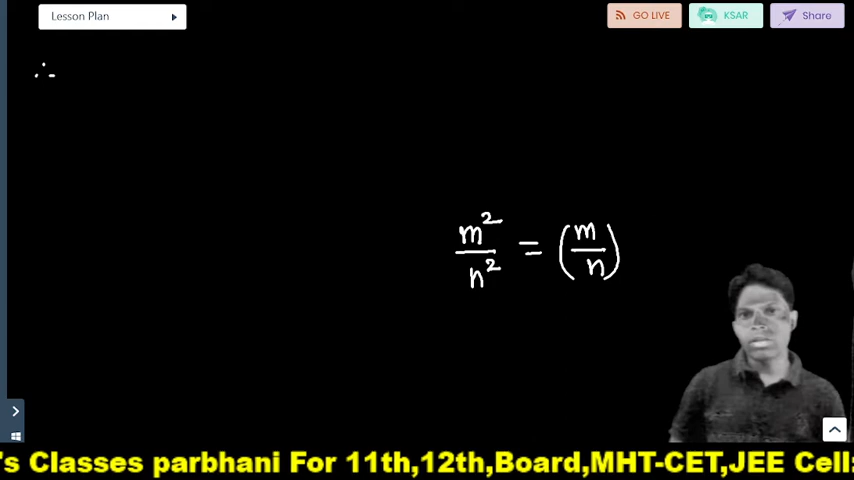 Lesson Plan
GO LIVE
KSAR
Share
∴
m²/n² = (m/n)
's Classes parbhani For 11th,12th,Board,MHT-CET,JEE Cell: